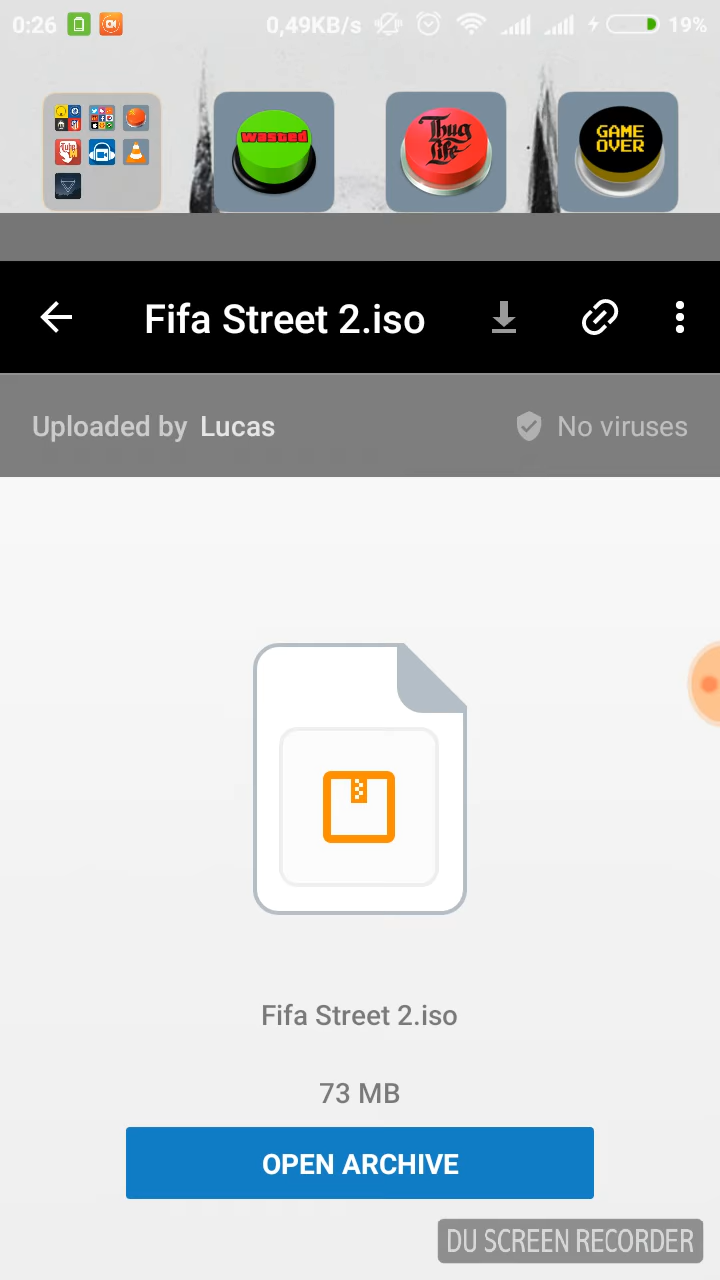 0:26 0,49KB/s 19%
wasted
Thug
Life
GAME
OVER
Fifa Street 2.iso
Uploaded by Lucas No viruses
Fifa Street 2.iso
73 MB
OPEN ARCHIVE
DU SCREEN RECORDER